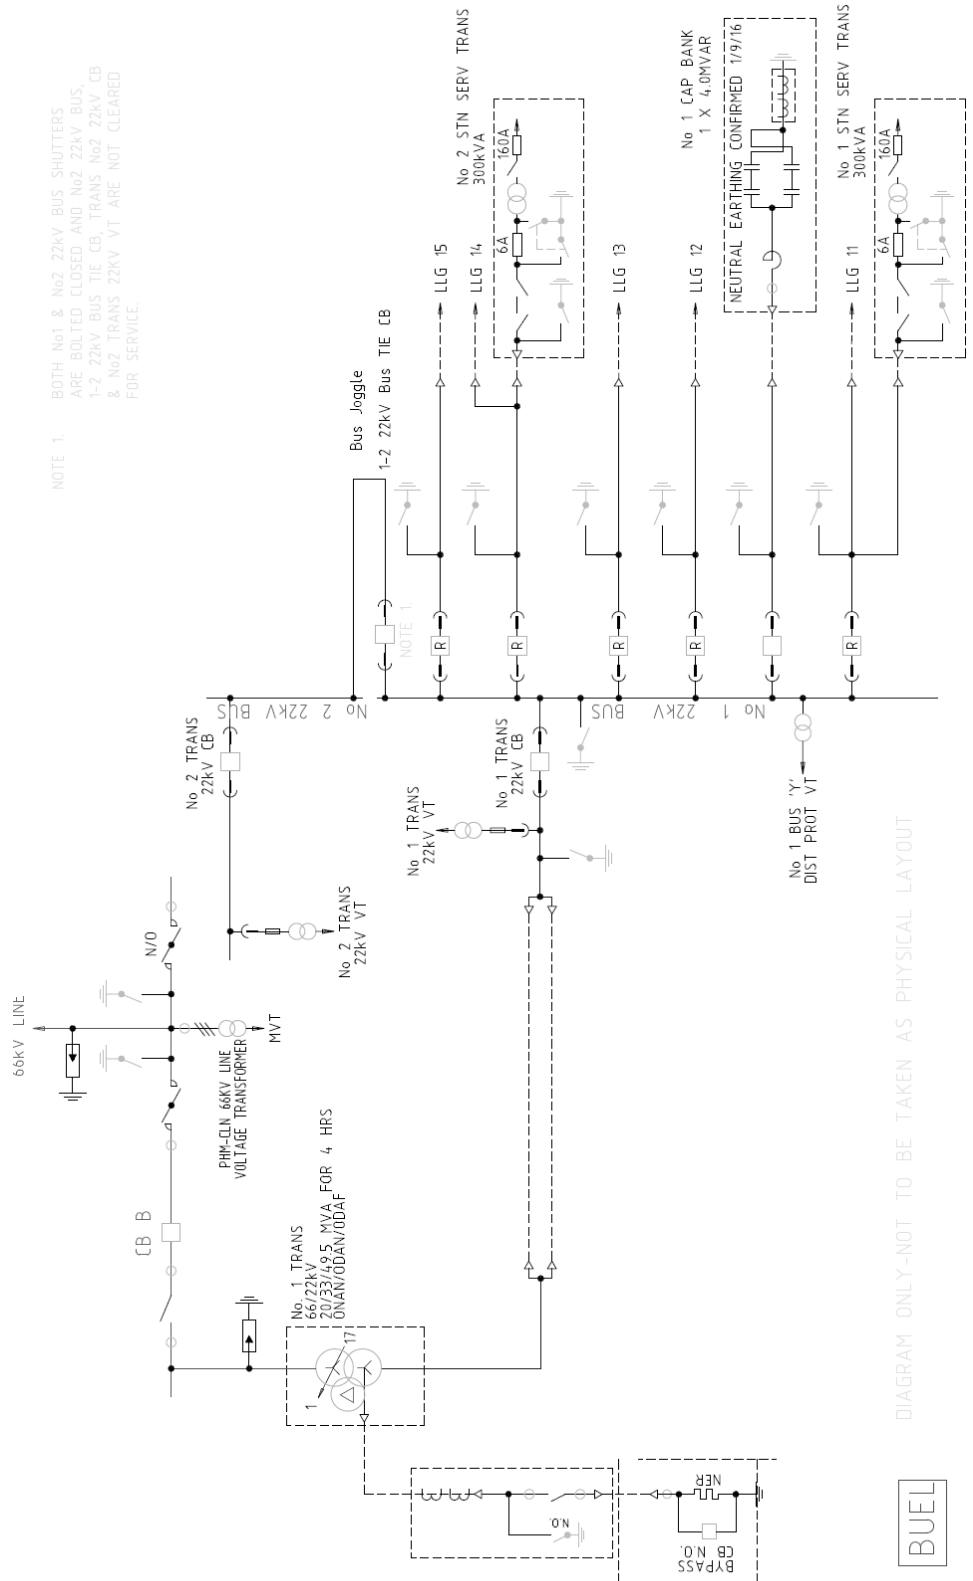 NOTE 1.
BOTH No1 & No2 22kV BUS SHUTTERS
ARE BOLTED CLOSED AND No2 22kV BUS,
1-2 22kV BUS TIE CB, TRANS No2 22kV CB
& No2 TRANS 22kV VT ARE NOT CLEARED
FOR SERVICE.
66kV LINE
N/O
PHM-CLN 66KV LINE
VOLTAGE TRANSFORMER
MVT
CB B
No. 1 TRANS
66/22kV
20/33/49.5 MVA FOR 4 HRS
ONAN/ODAN/ODAF
1
17
N.O.
NER
BYPASS
CB N.O.
No 2 TRANS
22kV CB
No 2 TRANS
22kV VT
No 2 22kV BUS
Bus Joggle
1-2 22kV Bus TIE CB
NOTE 1.
No 1 22kV BUS
No 1 TRANS
22kV CB
No 1 TRANS
22kV VT
No 1 BUS 'Y'
DIST PROT VT
R
R
R
R
R
LLG 15
LLG 14
No 2 STN SERV TRANS
300kVA
6A
160A
LLG 13
LLG 12
No 1 CAP BANK
1 X 4.0MVAR
NEUTRAL EARTHING CONFIRMED 1/9/16
LLG 11
No 1 STN SERV TRANS
300kVA
6A
160A
DIAGRAM ONLY-NOT TO BE TAKEN AS PHYSICAL LAYOUT
BUEL